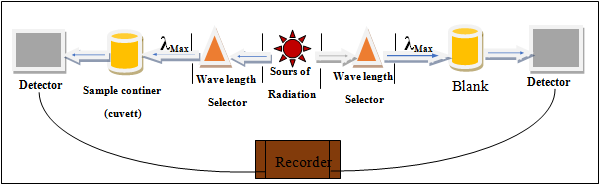 λMax
λMax
Detector
Sample continer
(cuvett)
Wave length
Selector
Sours of
Radiation
Wave length
Selector
Blank
Detector
Recorder